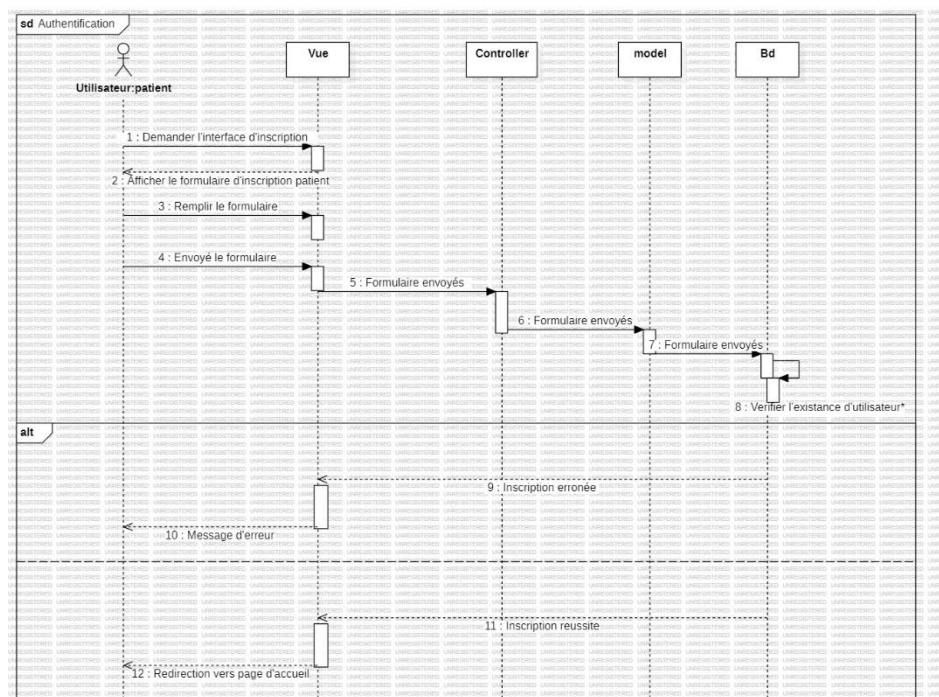 sd Authentification
Utilisateur:patient
Vue
Controller
model
Bd
1 : Demander l'interface d'inscription
2 : Afficher le formulaire d'inscription patient
3 : Remplir le formulaire
4 : Envoyé le formulaire
5 : Formulaire envoyés
6 : Formulaire envoyés
7 : Formulaire envoyés
8 : Verifier l'existance d'utilisateur*
alt
9 : Inscription erronée
10 : Message d'erreur
11 : Inscription reussite
12 : Redirection vers page d'accueil